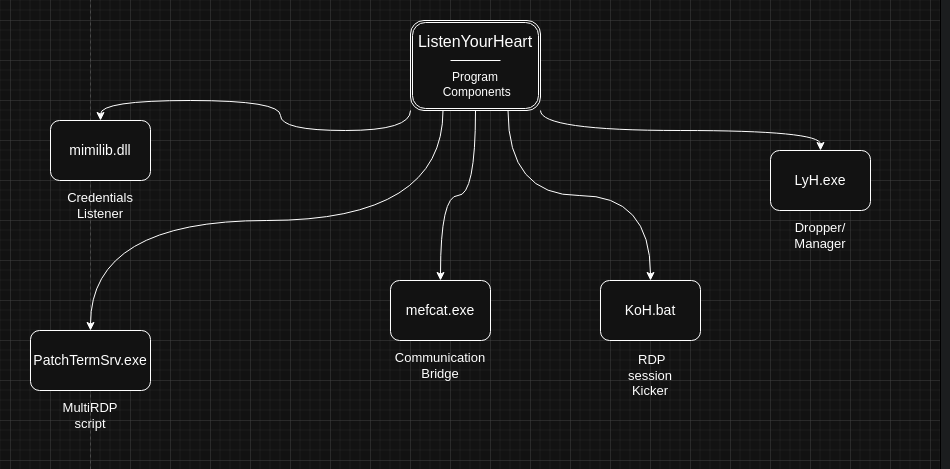 ListenYourHeart
Program
Components
mimilib.dll
Credentials
Listener
LyH.exe
Dropper/
Manager
mefcat.exe
Communication
Bridge
KoH.bat
RDP
session
Kicker
PatchTermSrv.exe
MultiRDP
script